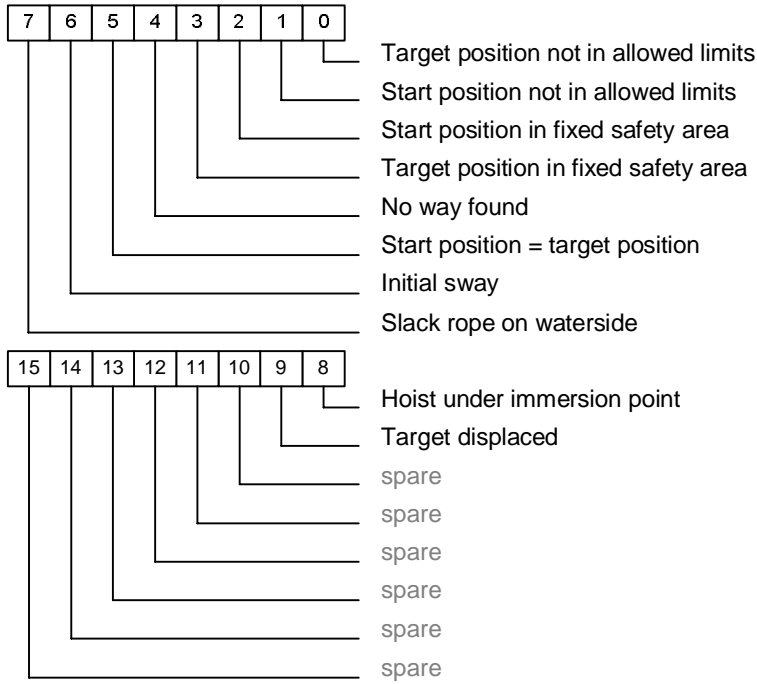 7 6 5 4 3 2 1 0
Target position not in allowed limits
Start position not in allowed limits
Start position in fixed safety area
Target position in fixed safety area
No way found
Start position = target position
Initial sway
Slack rope on waterside
15 14 13 12 11 10 9 8
Hoist under immersion point
Target displaced
spare
spare
spare
spare
spare
spare